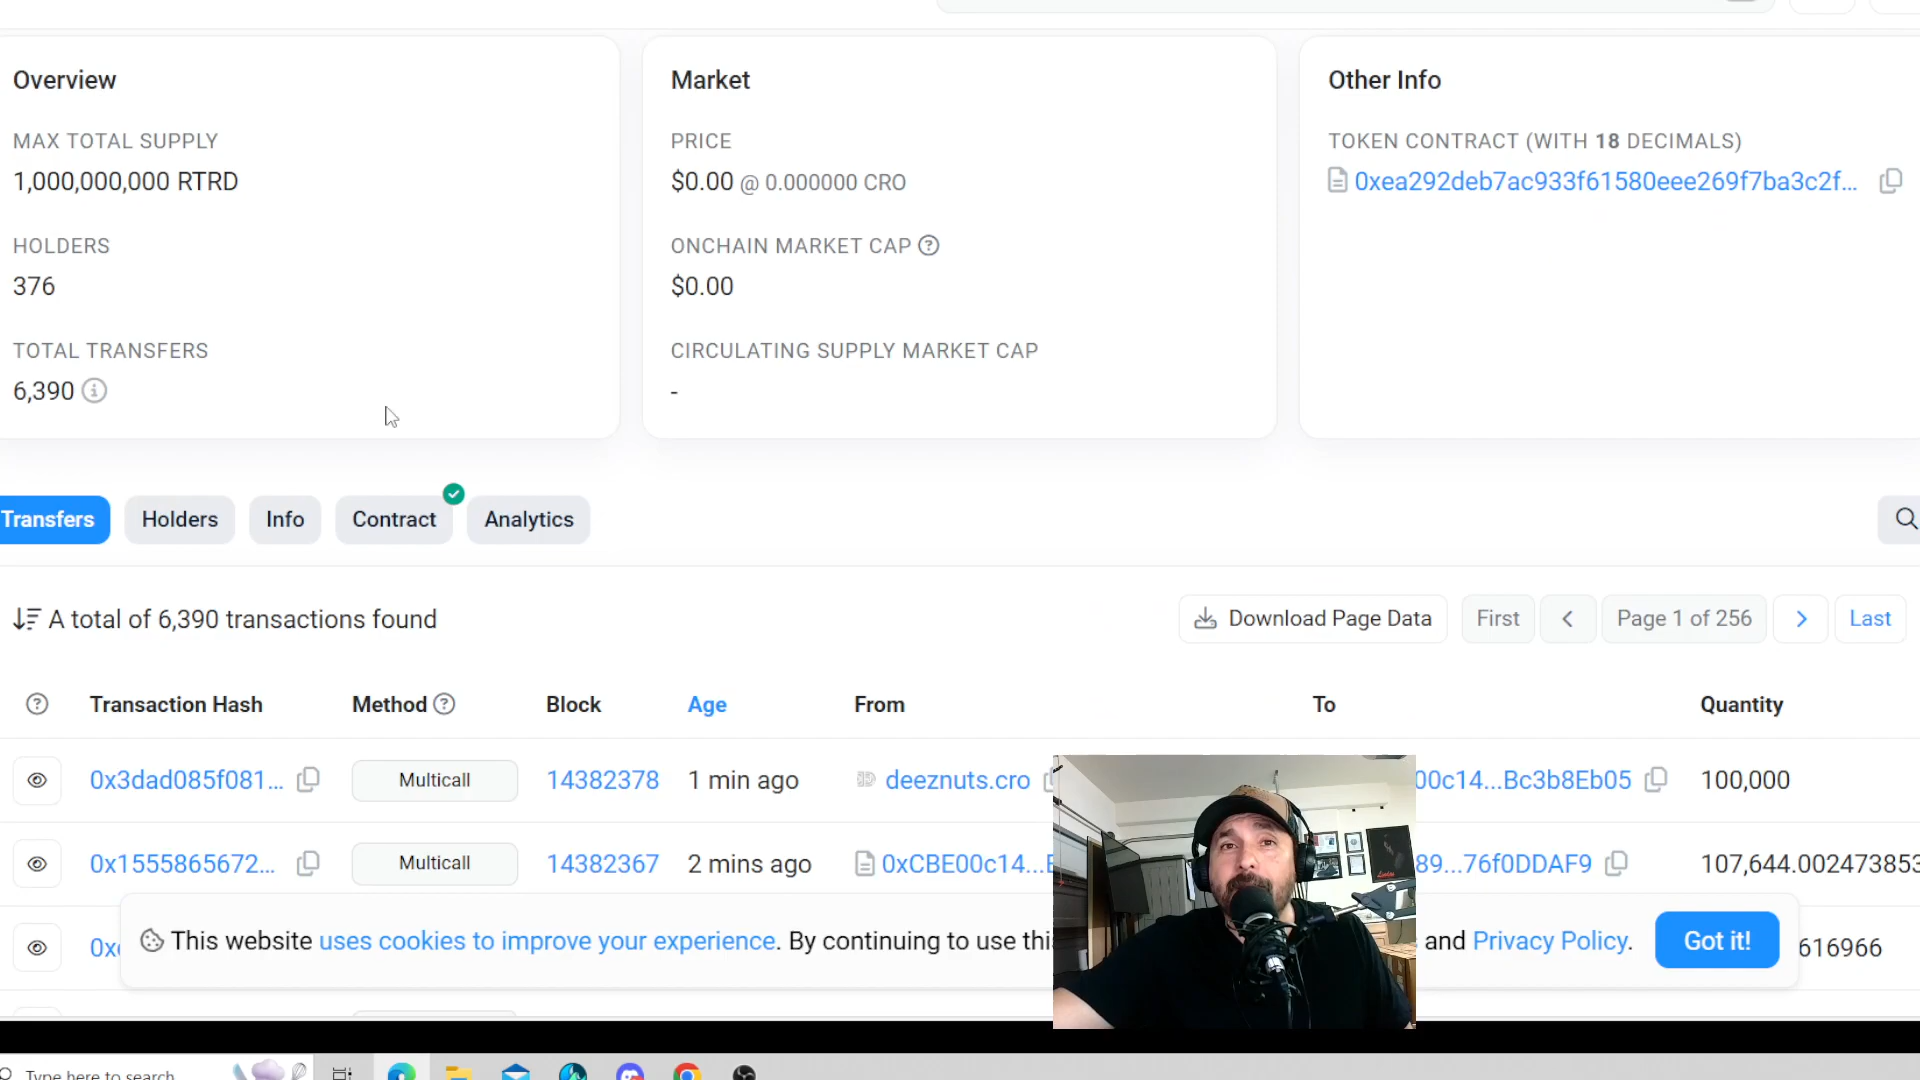 Overview
MAX TOTAL SUPPLY
1,000,000,000 RTRD
HOLDERS
376
TOTAL TRANSFERS
6,390
Market
PRICE
$0.00 @ 0.000000 CRO
ONCHAIN MARKET CAP
$0.00
CIRCULATING SUPPLY MARKET CAP
-
Other Info
TOKEN CONTRACT (WITH 18 DECIMALS)
0xea292deb7ac933f61580eee269f7ba3c2f...
Transfers Holders Info Contract Analytics
A total of 6,390 transactions found
Download Page Data First Page 1 of 256 Last
Transaction Hash Method Block Age From To Quantity
0x3dad085f081... Multicall 14382378 1 min ago deeznuts.cro 00c14...Bc3b8Eb05 100,000
0x1555865672... Multicall 14382367 2 mins ago 0xCBE00c14... 89...76f0DDAF9 107,644.002473853
616966
This website uses cookies to improve your experience. By continuing to use and Privacy Policy. Got it!
Type here to search